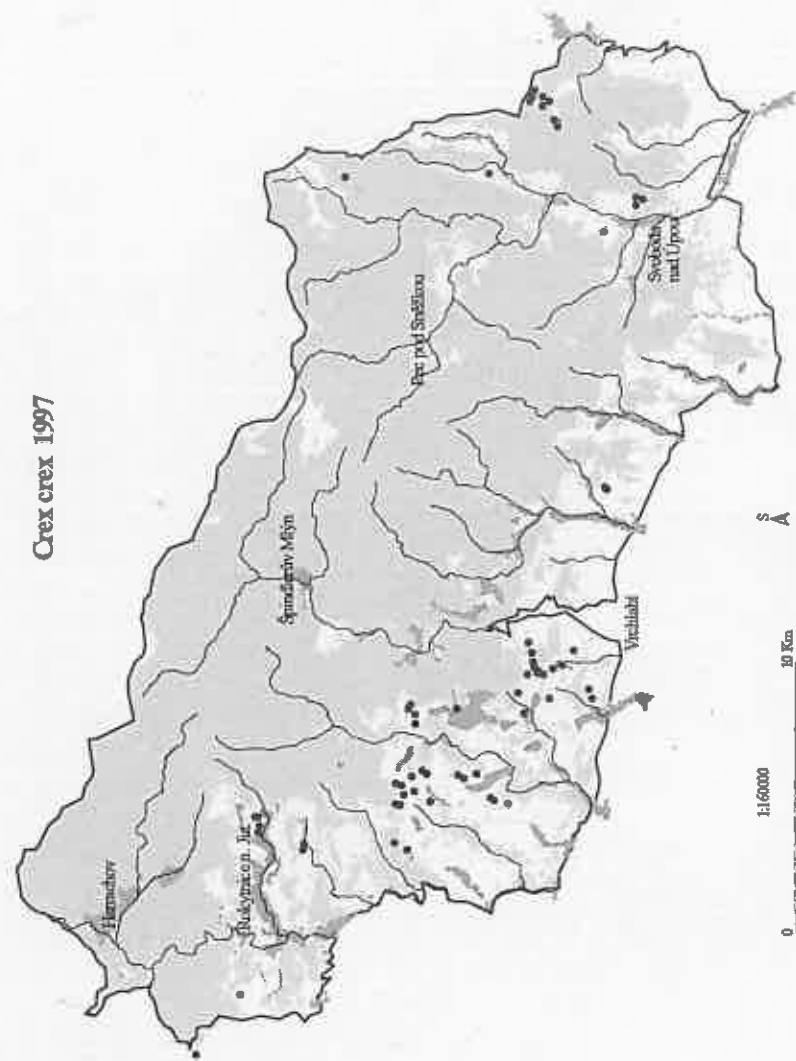 Crex crex 1997
Harrachov
Rokytnice n. Jiz.
Špindlerův Mlýn
Pec pod Sněžkou
Svoboda
nad Úpou
Vrchlabí
S
1:160000
0
10 Km